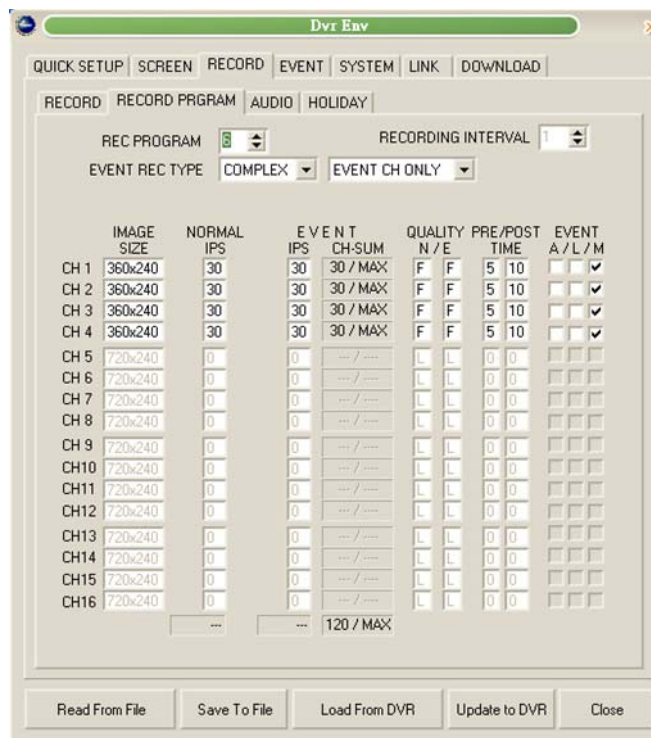 Dvr Env
QUICK SETUP SCREEN RECORD EVENT SYSTEM LINK DOWNLOAD
RECORD RECORD PRGRAM AUDIO HOLIDAY
REC PROGRAM 6 RECORDING INTERVAL 1
EVENT REC TYPE COMPLEX EVENT CH ONLY
IMAGE NORMAL E V E N T QUALITY PRE/POST EVENT
SIZE IPS IPS CH-SUM N / E TIME A / L / M
CH 1 360x240 30 30 30 / MAX F F 5 10
CH 2 360x240 30 30 30 / MAX F F 5 10
CH 3 360x240 30 30 30 / MAX F F 5 10
CH 4 360x240 30 30 30 / MAX F F 5 10
CH 5 720x240 0 0 --- / ---- L L 0 0
CH 6 720x240 0 0 --- / ---- L L 0 0
CH 7 720x240 0 0 --- / ---- L L 0 0
CH 8 720x240 0 0 --- / ---- L L 0 0
CH 9 720x240 0 0 --- / ---- L L 0 0
CH10 720x240 0 0 --- / ---- L L 0 0
CH11 720x240 0 0 --- / ---- L L 0 0
CH12 720x240 0 0 --- / ---- L L 0 0
CH13 720x240 0 0 --- / ---- L L 0 0
CH14 720x240 0 0 --- / ---- L L 0 0
CH15 720x240 0 0 --- / ---- L L 0 0
CH16 720x240 0 0 --- / ---- L L 0 0
--- --- 120 / MAX
Read From File Save To File Load From DVR Update to DVR Close